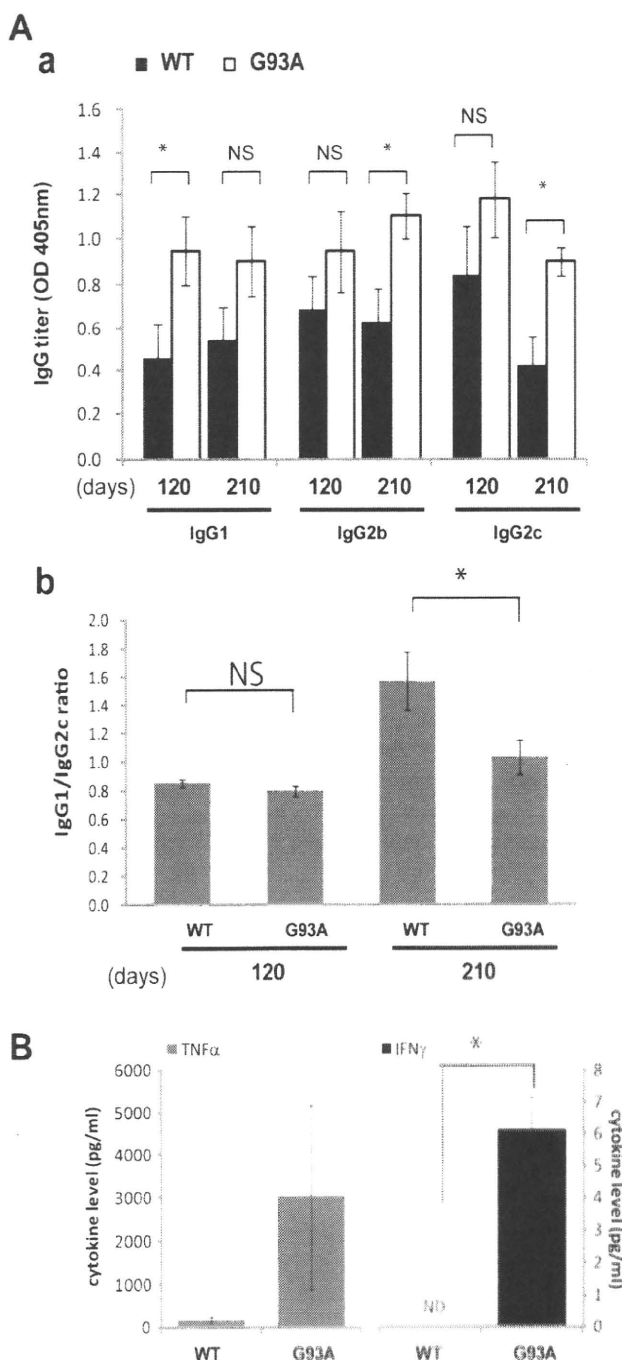 A
a
WT G93A
IgG titer (OD 405nm)
1.6
1.4
1.2
1.0
0.8
0.6
0.4
0.2
0.0
* NS NS * NS *
(days) 120 210 120 210 120 210
IgG1 IgG2b IgG2c
b
IgG1/IgG2c ratio
2.0
1.8
1.6
1.4
1.2
1.0
0.8
0.6
0.4
0.2
0.0
NS *
WT G93A WT G93A
(days) 120 210
B
TNFα IFNγ
*
cytokine level (pg/ml)
6000
5000
4000
3000
2000
1000
0
ND
8
7
6
5
4
3
2
1
0
cytokine level (pg/ml)
WT G93A WT G93A